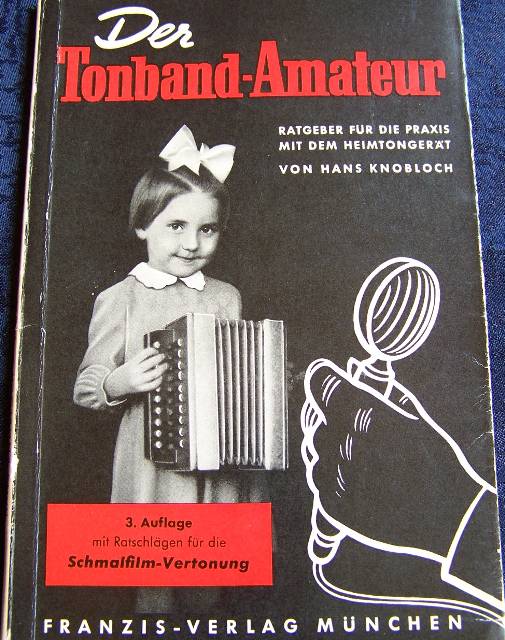 Der
Tonband-Amateur
RATGEBER FÜR DIE PRAXIS
MIT DEM HEIMTONGERÄT
VON HANS KNOBLOCH
3. Auflage
mit Ratschlägen für die
Schmalfilm-Vertonung
FRANZIS-VERLAG MÜNCHEN